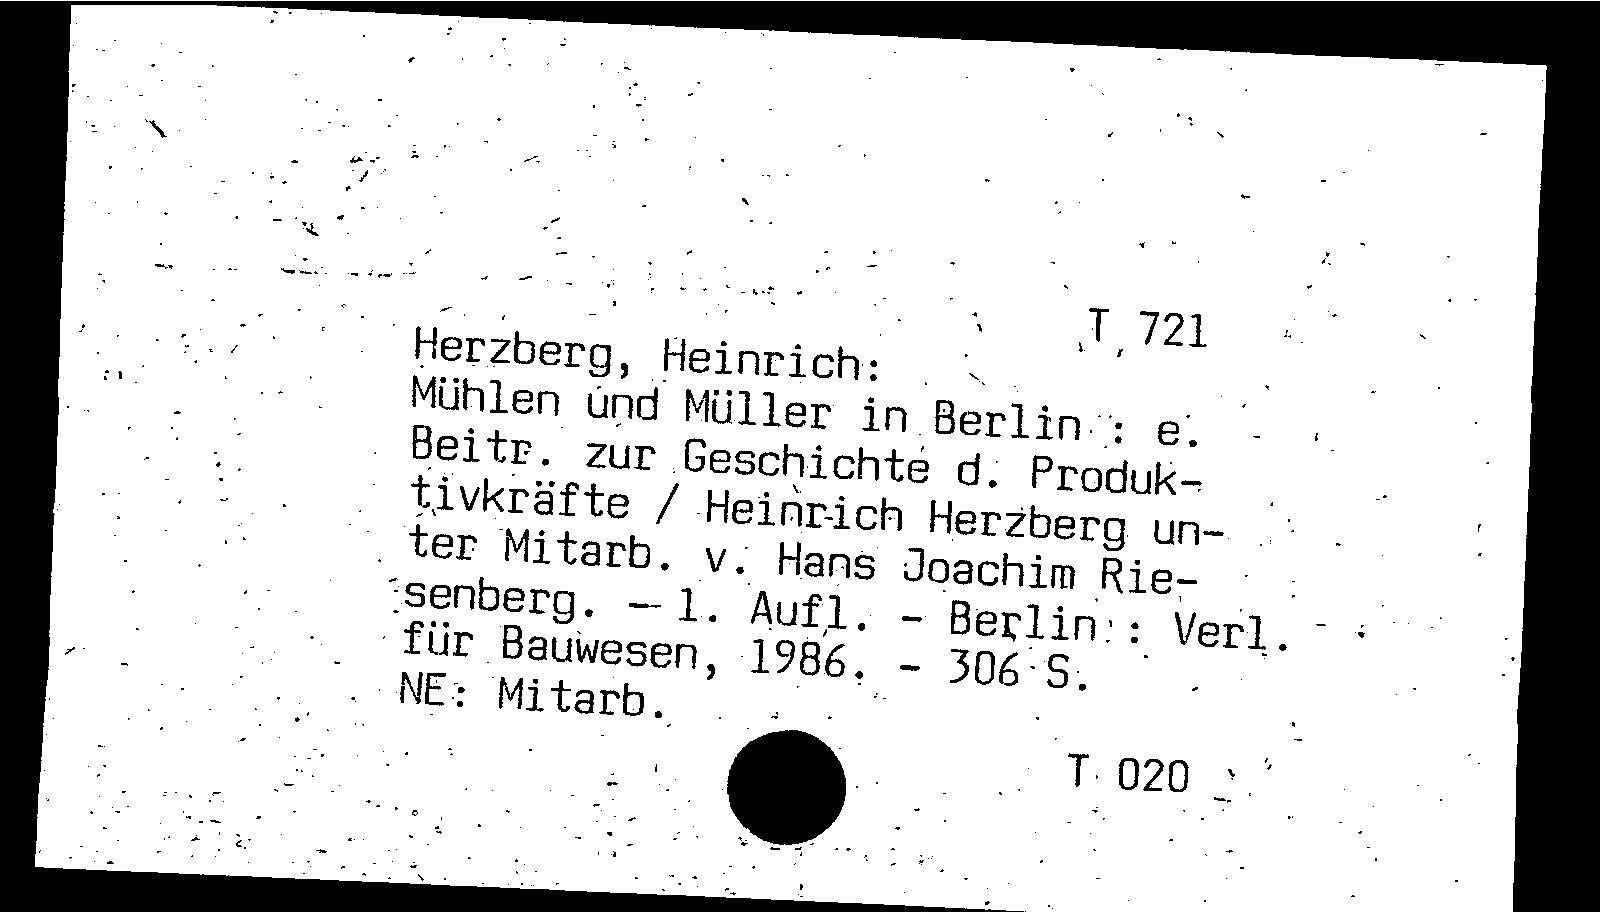 T 721
Herzberg, Heinrich:
Mühlen und Müller in Berlin : e.
Beitr. zur Geschichte d. Produk-
tivkräfte / Heinrich Herzberg un-
ter Mitarb. v. Hans Joachim Rie-
senberg. - 1. Aufl. - Berlin : Verl.
für Bauwesen, 1986. - 306 S.
NE: Mitarb.
T 020